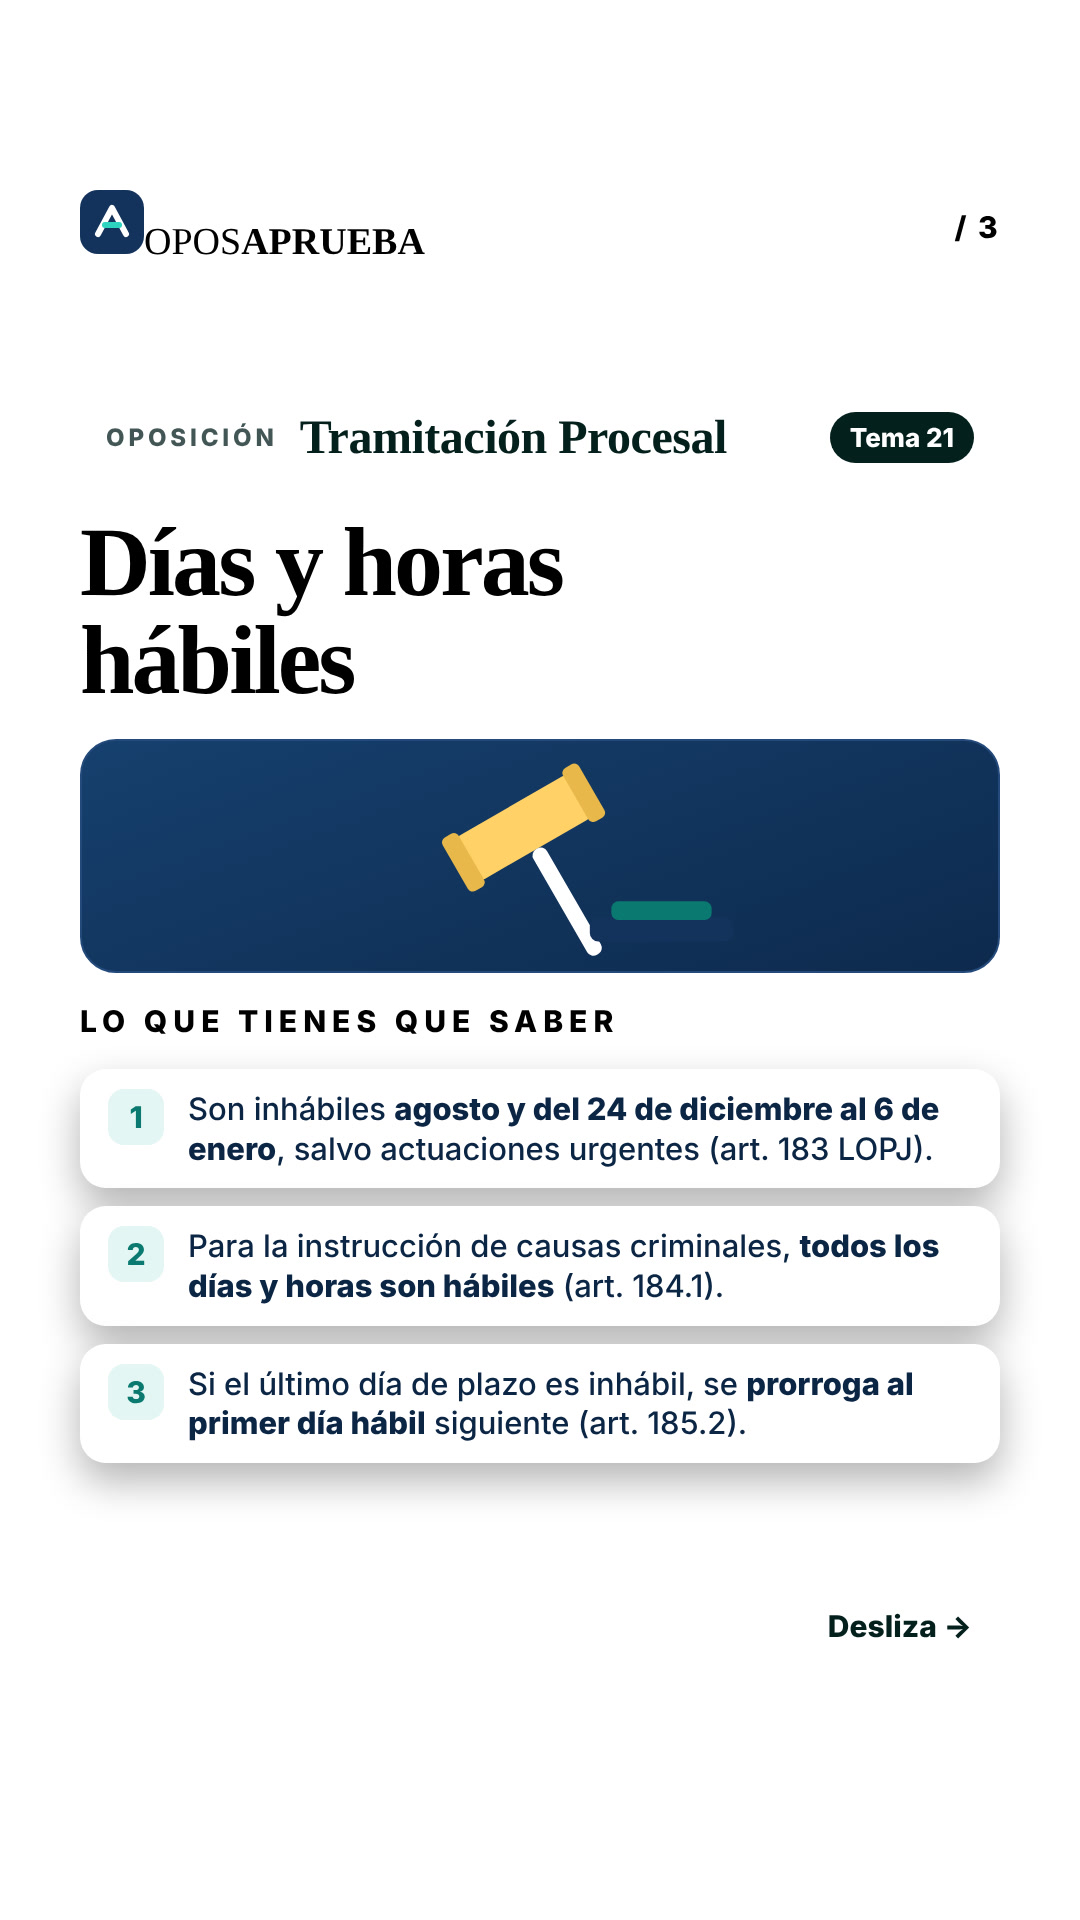 OPOSAPRUEBA
/ 3
OPOSICIÓN Tramitación Procesal Tema 21
Días y horas
hábiles
LO QUE TIENES QUE SABER
1 Son inhábiles agosto y del 24 de diciembre al 6 de
enero, salvo actuaciones urgentes (art. 183 LOPJ).
2 Para la instrucción de causas criminales, todos los
días y horas son hábiles (art. 184.1).
3 Si el último día de plazo es inhábil, se prorroga al
primer día hábil siguiente (art. 185.2).
Desliza →